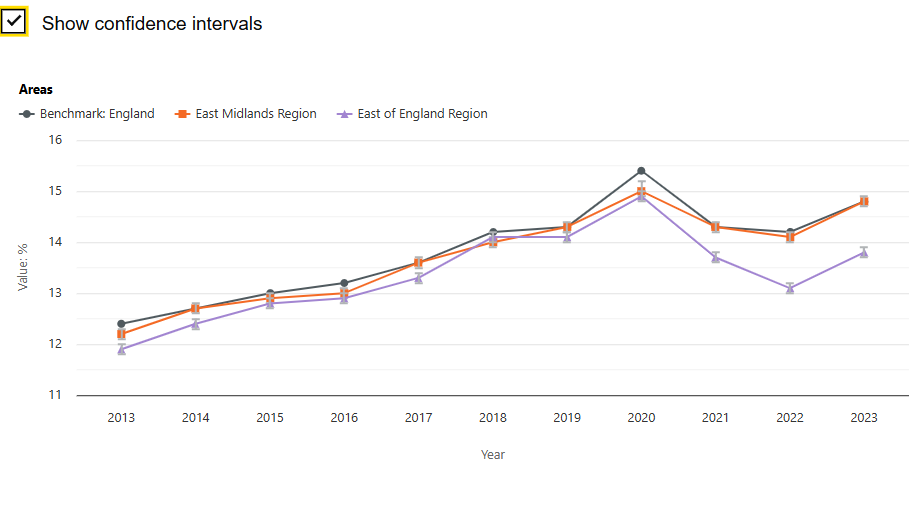 Show confidence intervals
Areas
Benchmark: England East Midlands Region East of England Region
16
15
14
13
12
11
Value: %
2013 2014 2015 2016 2017 2018 2019 2020 2021 2022 2023
Year